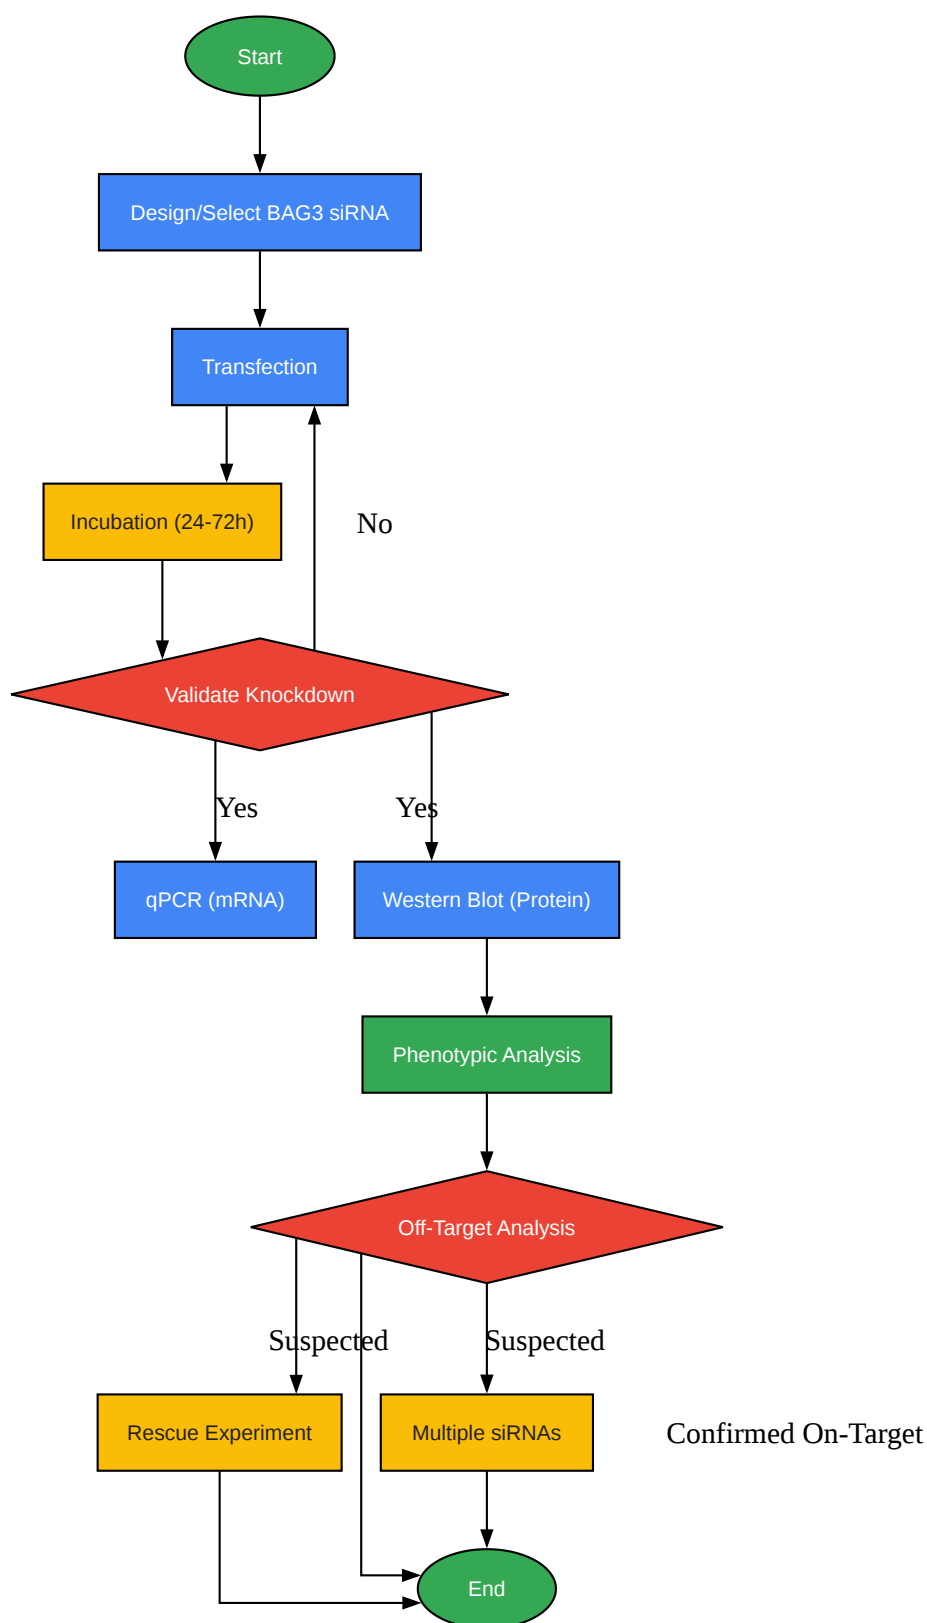 Start
Design/Select BAG3 siRNA
Transfection
Incubation (24-72h)
No
Validate Knockdown
Yes
Yes
qPCR (mRNA)
Western Blot (Protein)
Phenotypic Analysis
Off-Target Analysis
Suspected
Suspected
Rescue Experiment
Multiple siRNAs
Confirmed On-Target
End